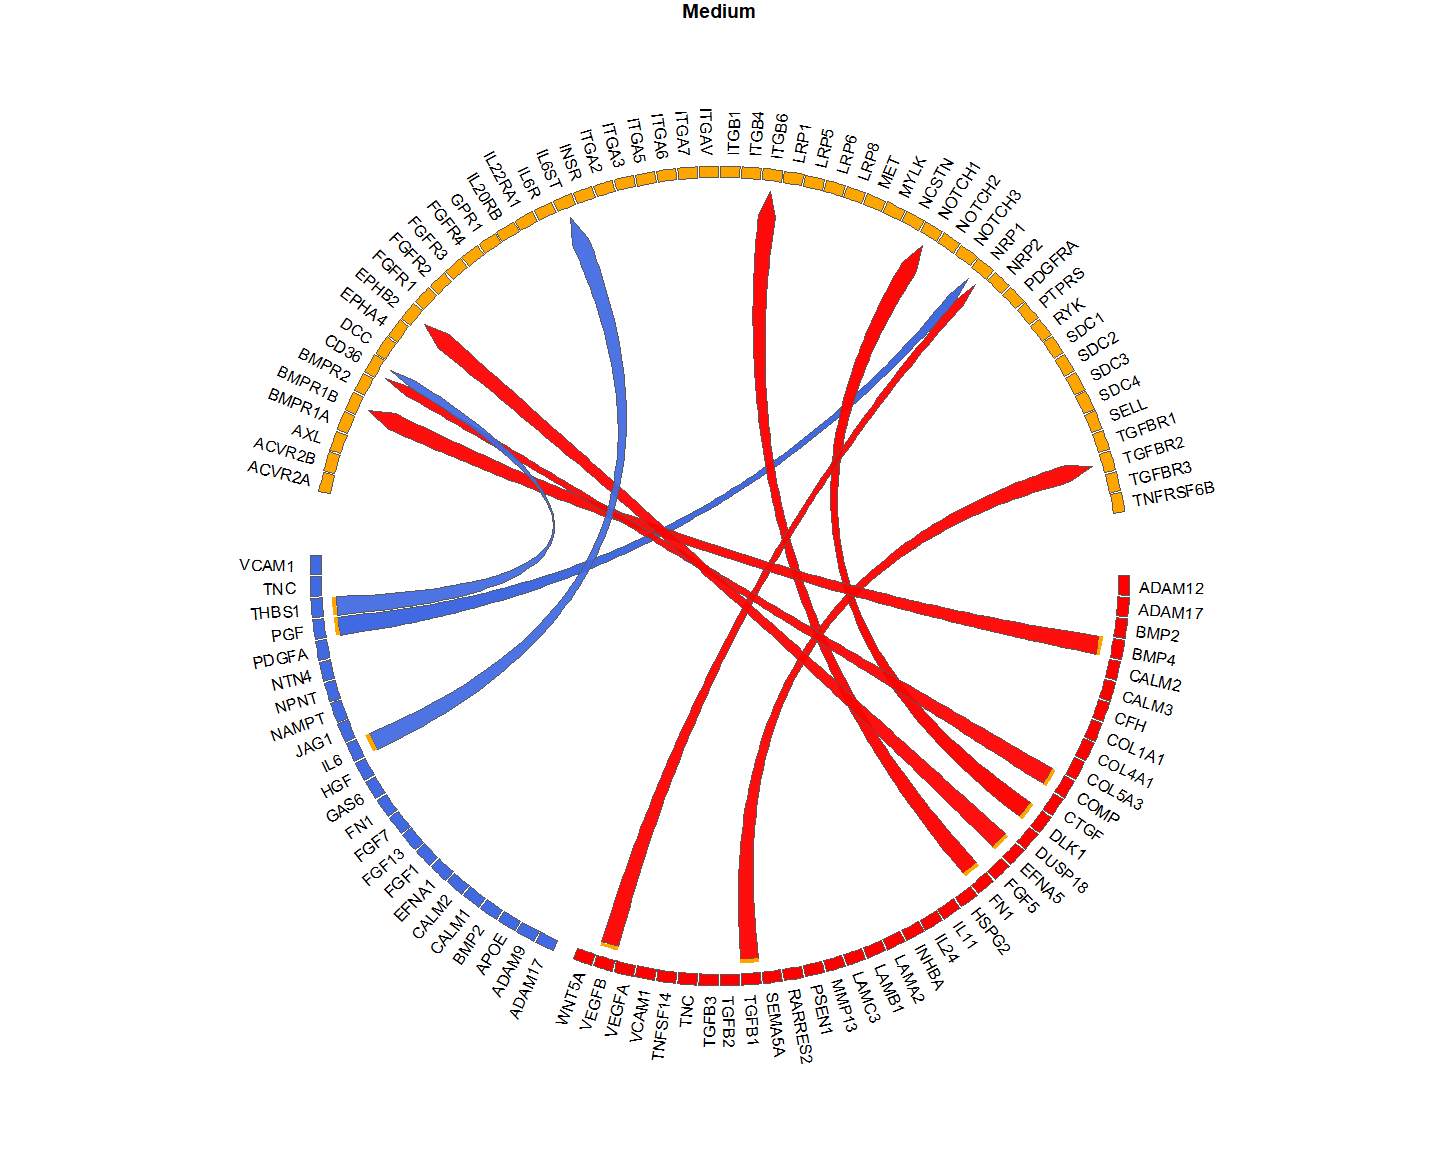 Medium
ACVR2A
ACVR2B
AXL
BMPR1A
BMPR1B
BMPR2
CD36
DCC
EPHA4
EPHB2
FGFR1
FGFR2
FGFR3
FGFR4
GPR1
IL20RB
IL22RA1
IL6R
IL6ST
INSR
ITGA2
ITGA3
ITGA5
ITGA6
ITGA7
ITGAV
ITGB1
ITGB4
ITGB6
LRP1
LRP5
LRP6
LRP8
MET
MYLK
NCSTN
NOTCH1
NOTCH2
NOTCH3
NRP1
NRP2
PDGFRA
PTPRS
RYK
SDC1
SDC2
SDC3
SDC4
SELL
TGFBR1
TGFBR2
TGFBR3
TNFRSF6B
ADAM12
ADAM17
BMP2
BMP4
CALM2
CALM3
CFH
COL1A1
COL4A1
COL5A3
COMP
CTGF
DLK1
DUSP18
EFNA5
FGF5
FN1
HSPG2
IL11
IL24
INHBA
LAMA2
LAMB1
LAMC3
MMP13
PSEN1
RARRES2
SEMA5A
TGFB1
TGFB2
TGFB3
TNC
TNFSF14
VCAM1
VEGFA
VEGFB
WNT5A
ADAM17
ADAM9
APOE
BMP2
CALM1
CALM2
EFNA1
FGF1
FGF13
FGF7
FN1
GAS6
HGF
IL6
JAG1
NAMPT
NPNT
NTN4
PDGFA
PGF
THBS1
TNC
VCAM1